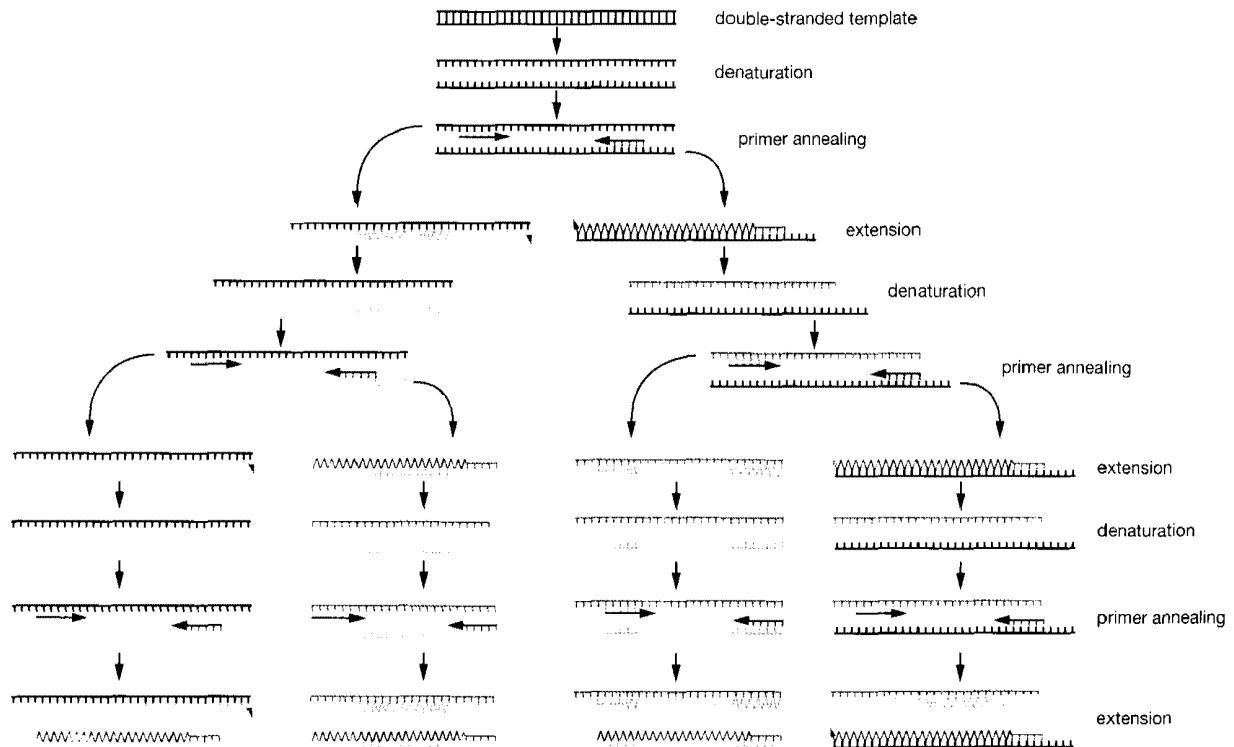 double-stranded template
denaturation
primer annealing
extension
denaturation
primer annealing
extension
denaturation
primer annealing
extension